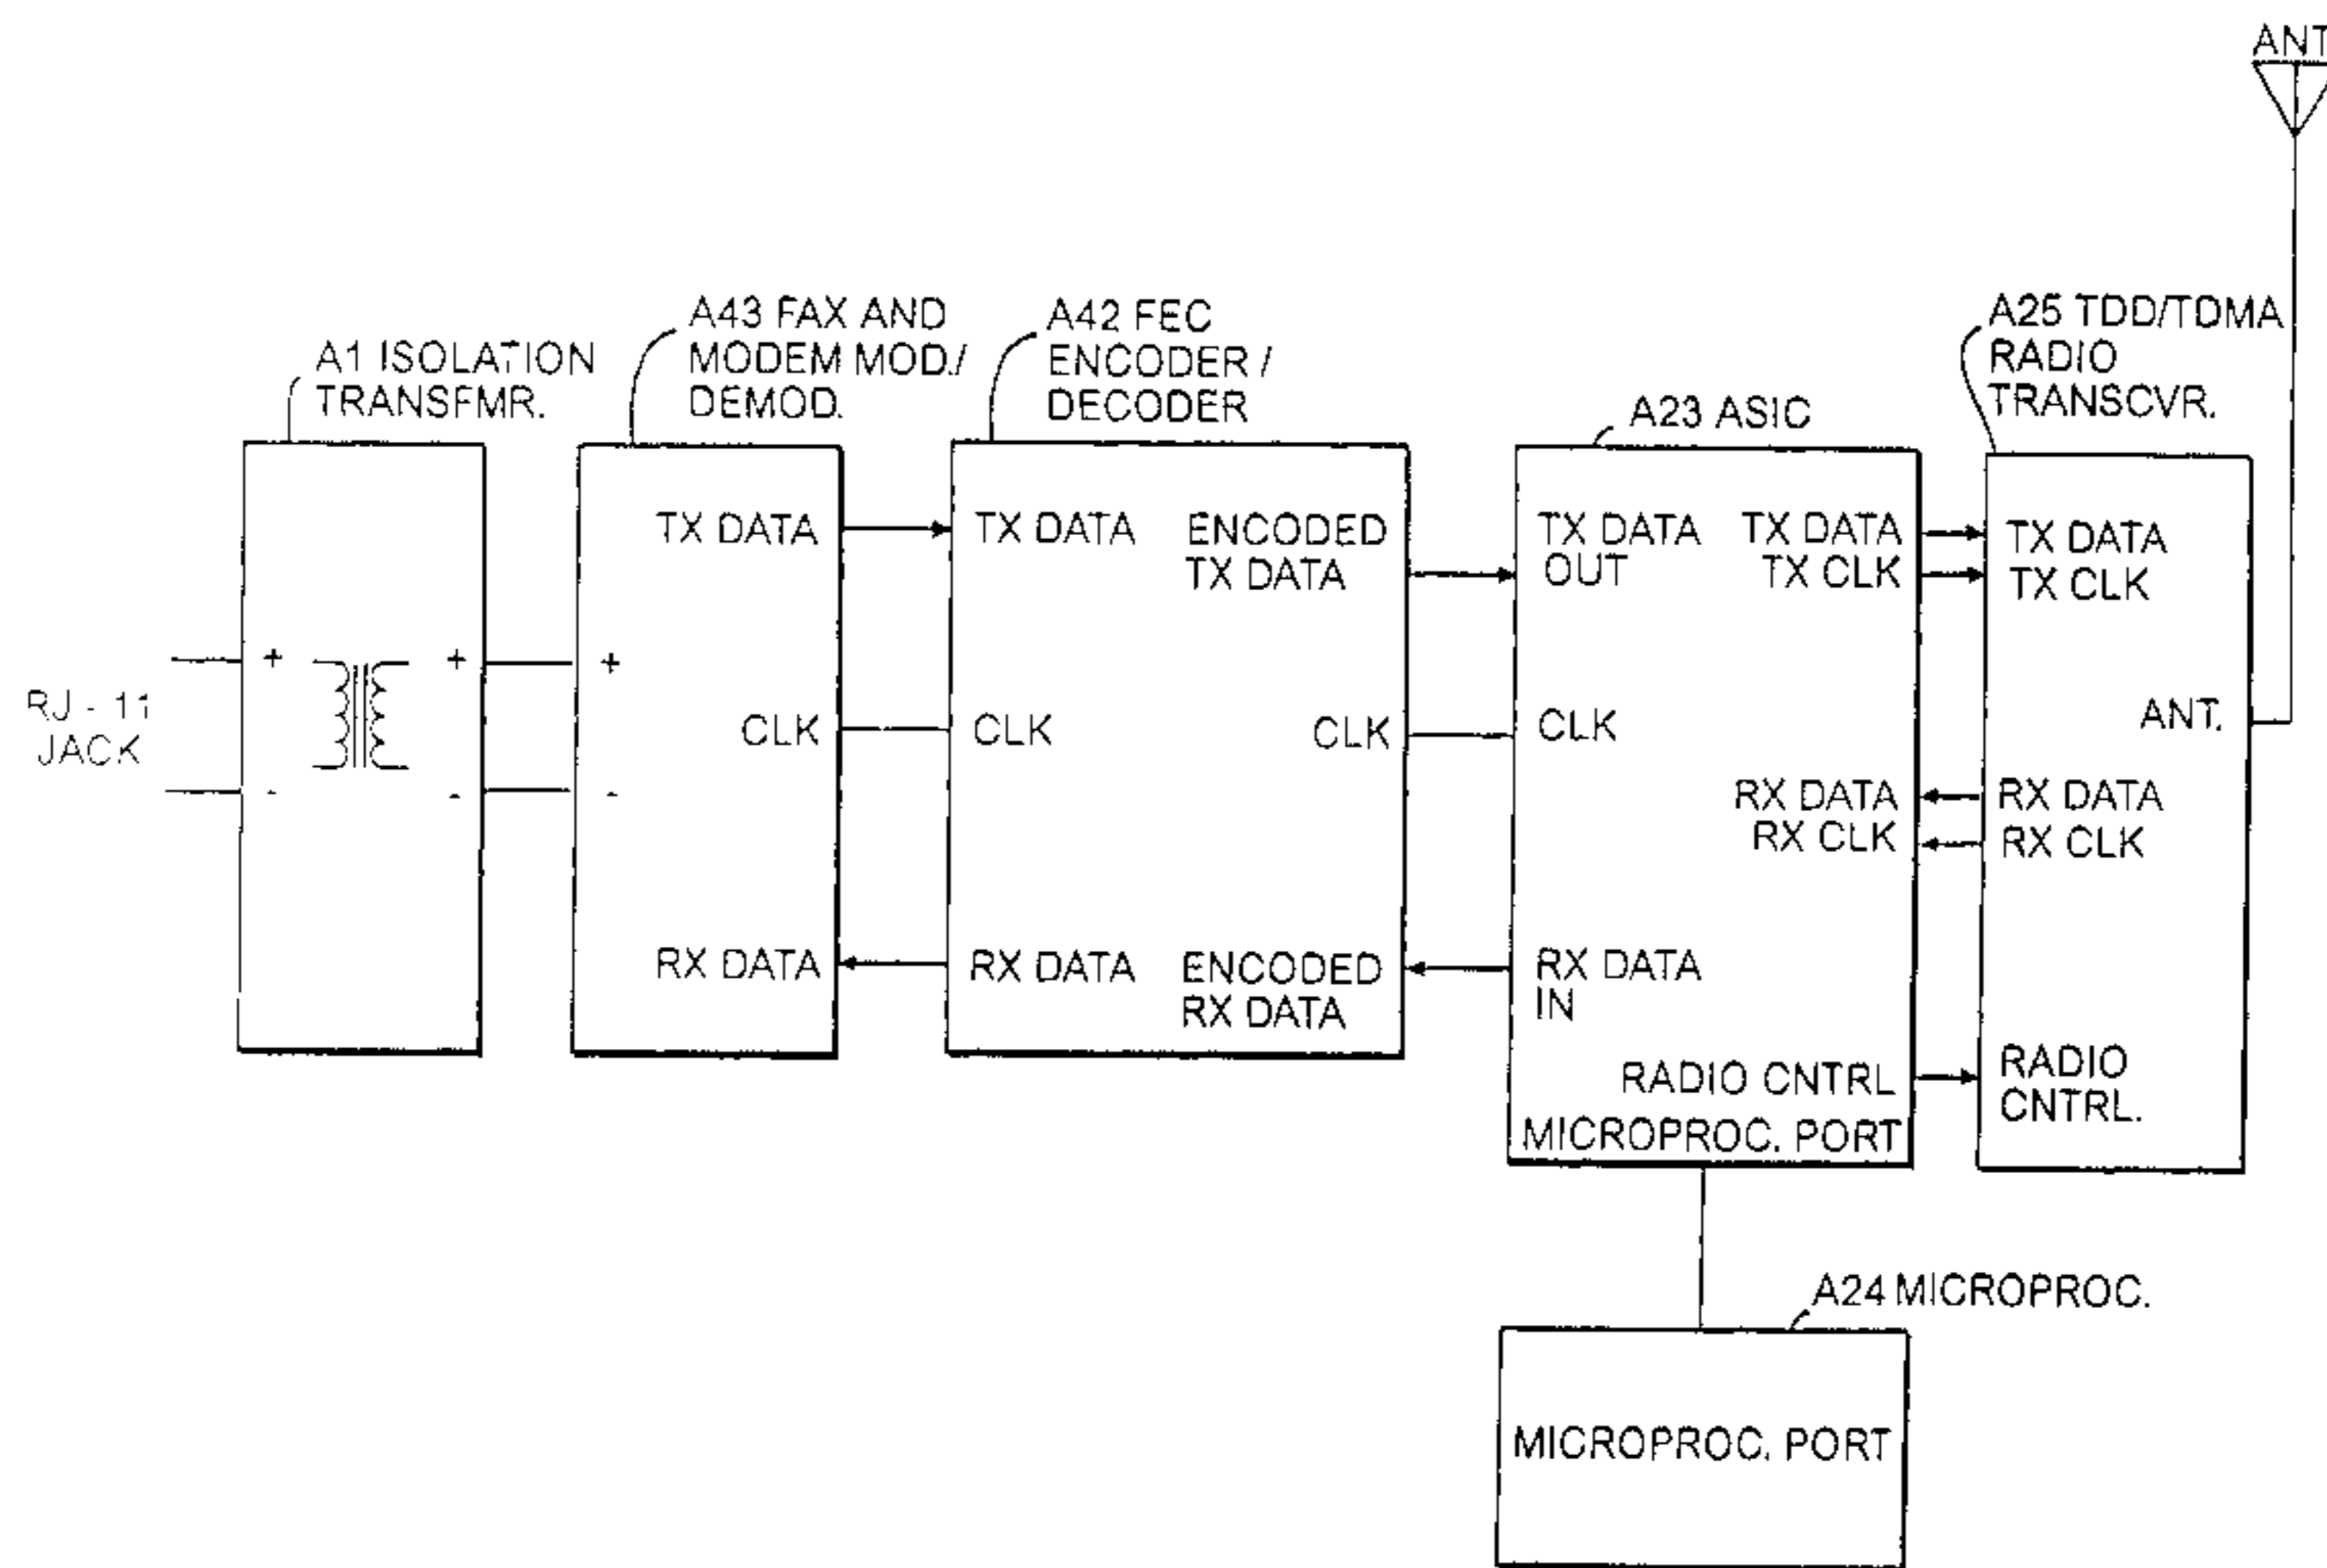 ANT
A1 ISOLATION
TRANSFMR.
A43 FAX AND
MODEM MOD./
DEMOD.
A42 FEC
ENCODER /
DECODER
A23 ASIC
A25 TDD/TDMA
RADIO
TRANSCVR.
RJ - 11
JACK
+
-
+
-
+
-
TX DATA
CLK
RX DATA
TX DATA
CLK
RX DATA
ENCODED
TX DATA
CLK
ENCODED
RX DATA
TX DATA
OUT
CLK
RX DATA
IN
TX DATA
TX CLK
RX DATA
RX CLK
RADIO CNTRL
MICROPROC. PORT
TX DATA
TX CLK
ANT.
RX DATA
RX CLK
RADIO
CNTRL.
A24 MICROPROC.
MICROPROC. PORT